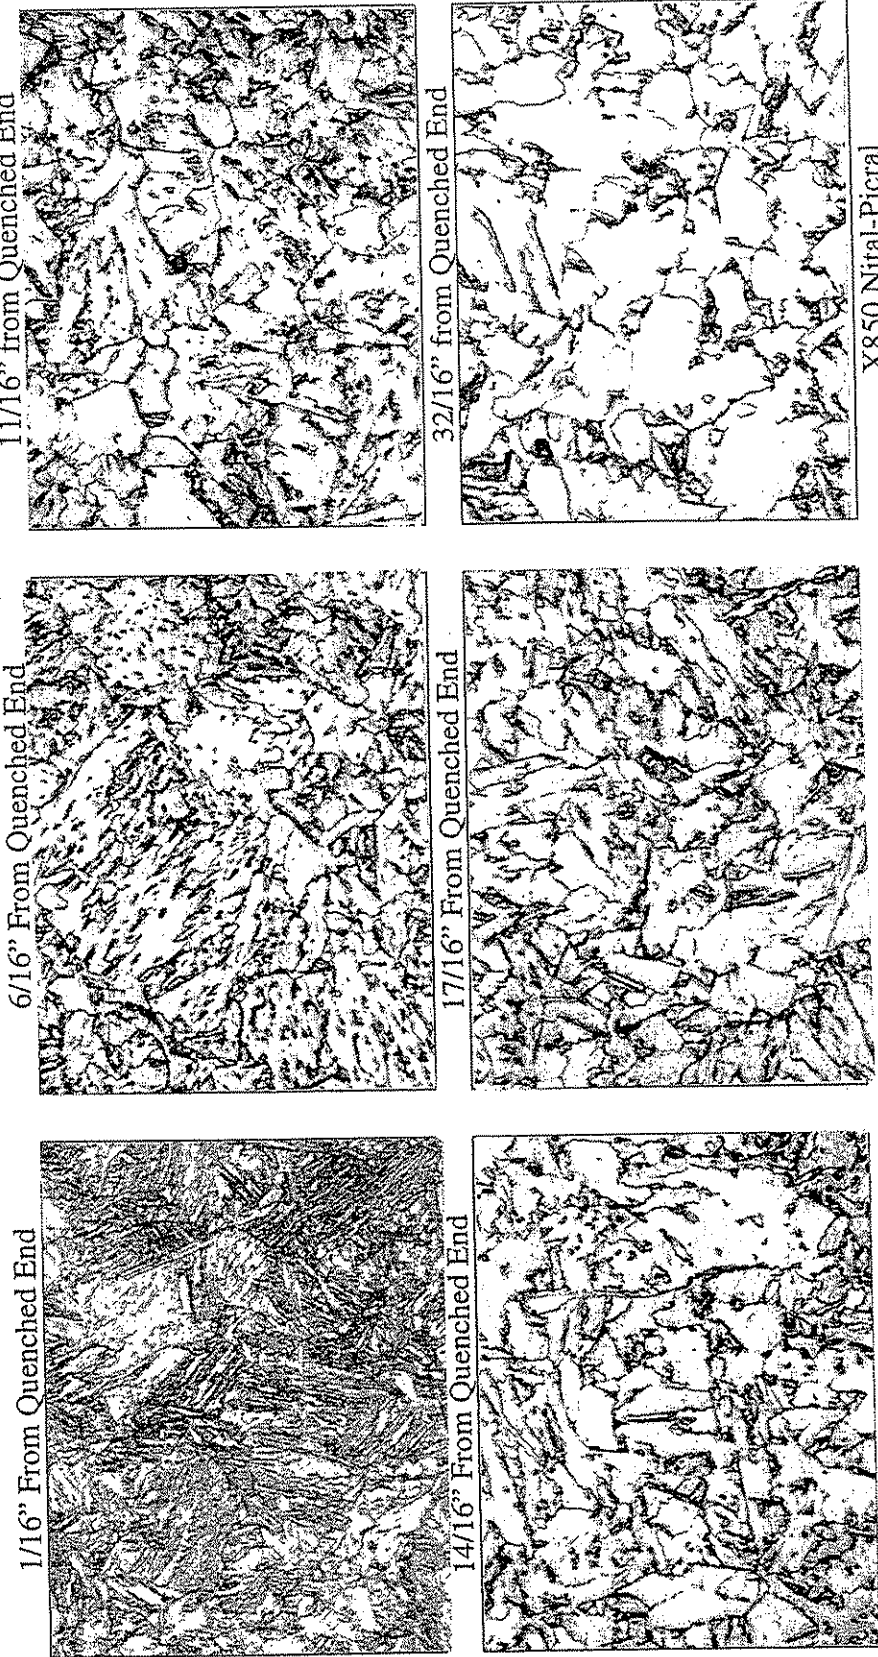 1/16” From Quenched End
6/16” From Quenched End
11/16” from Quenched End
14/16” From Quenched End
17/16” From Quenched End
32/16” from Quenched End
X850 Nital-Picral